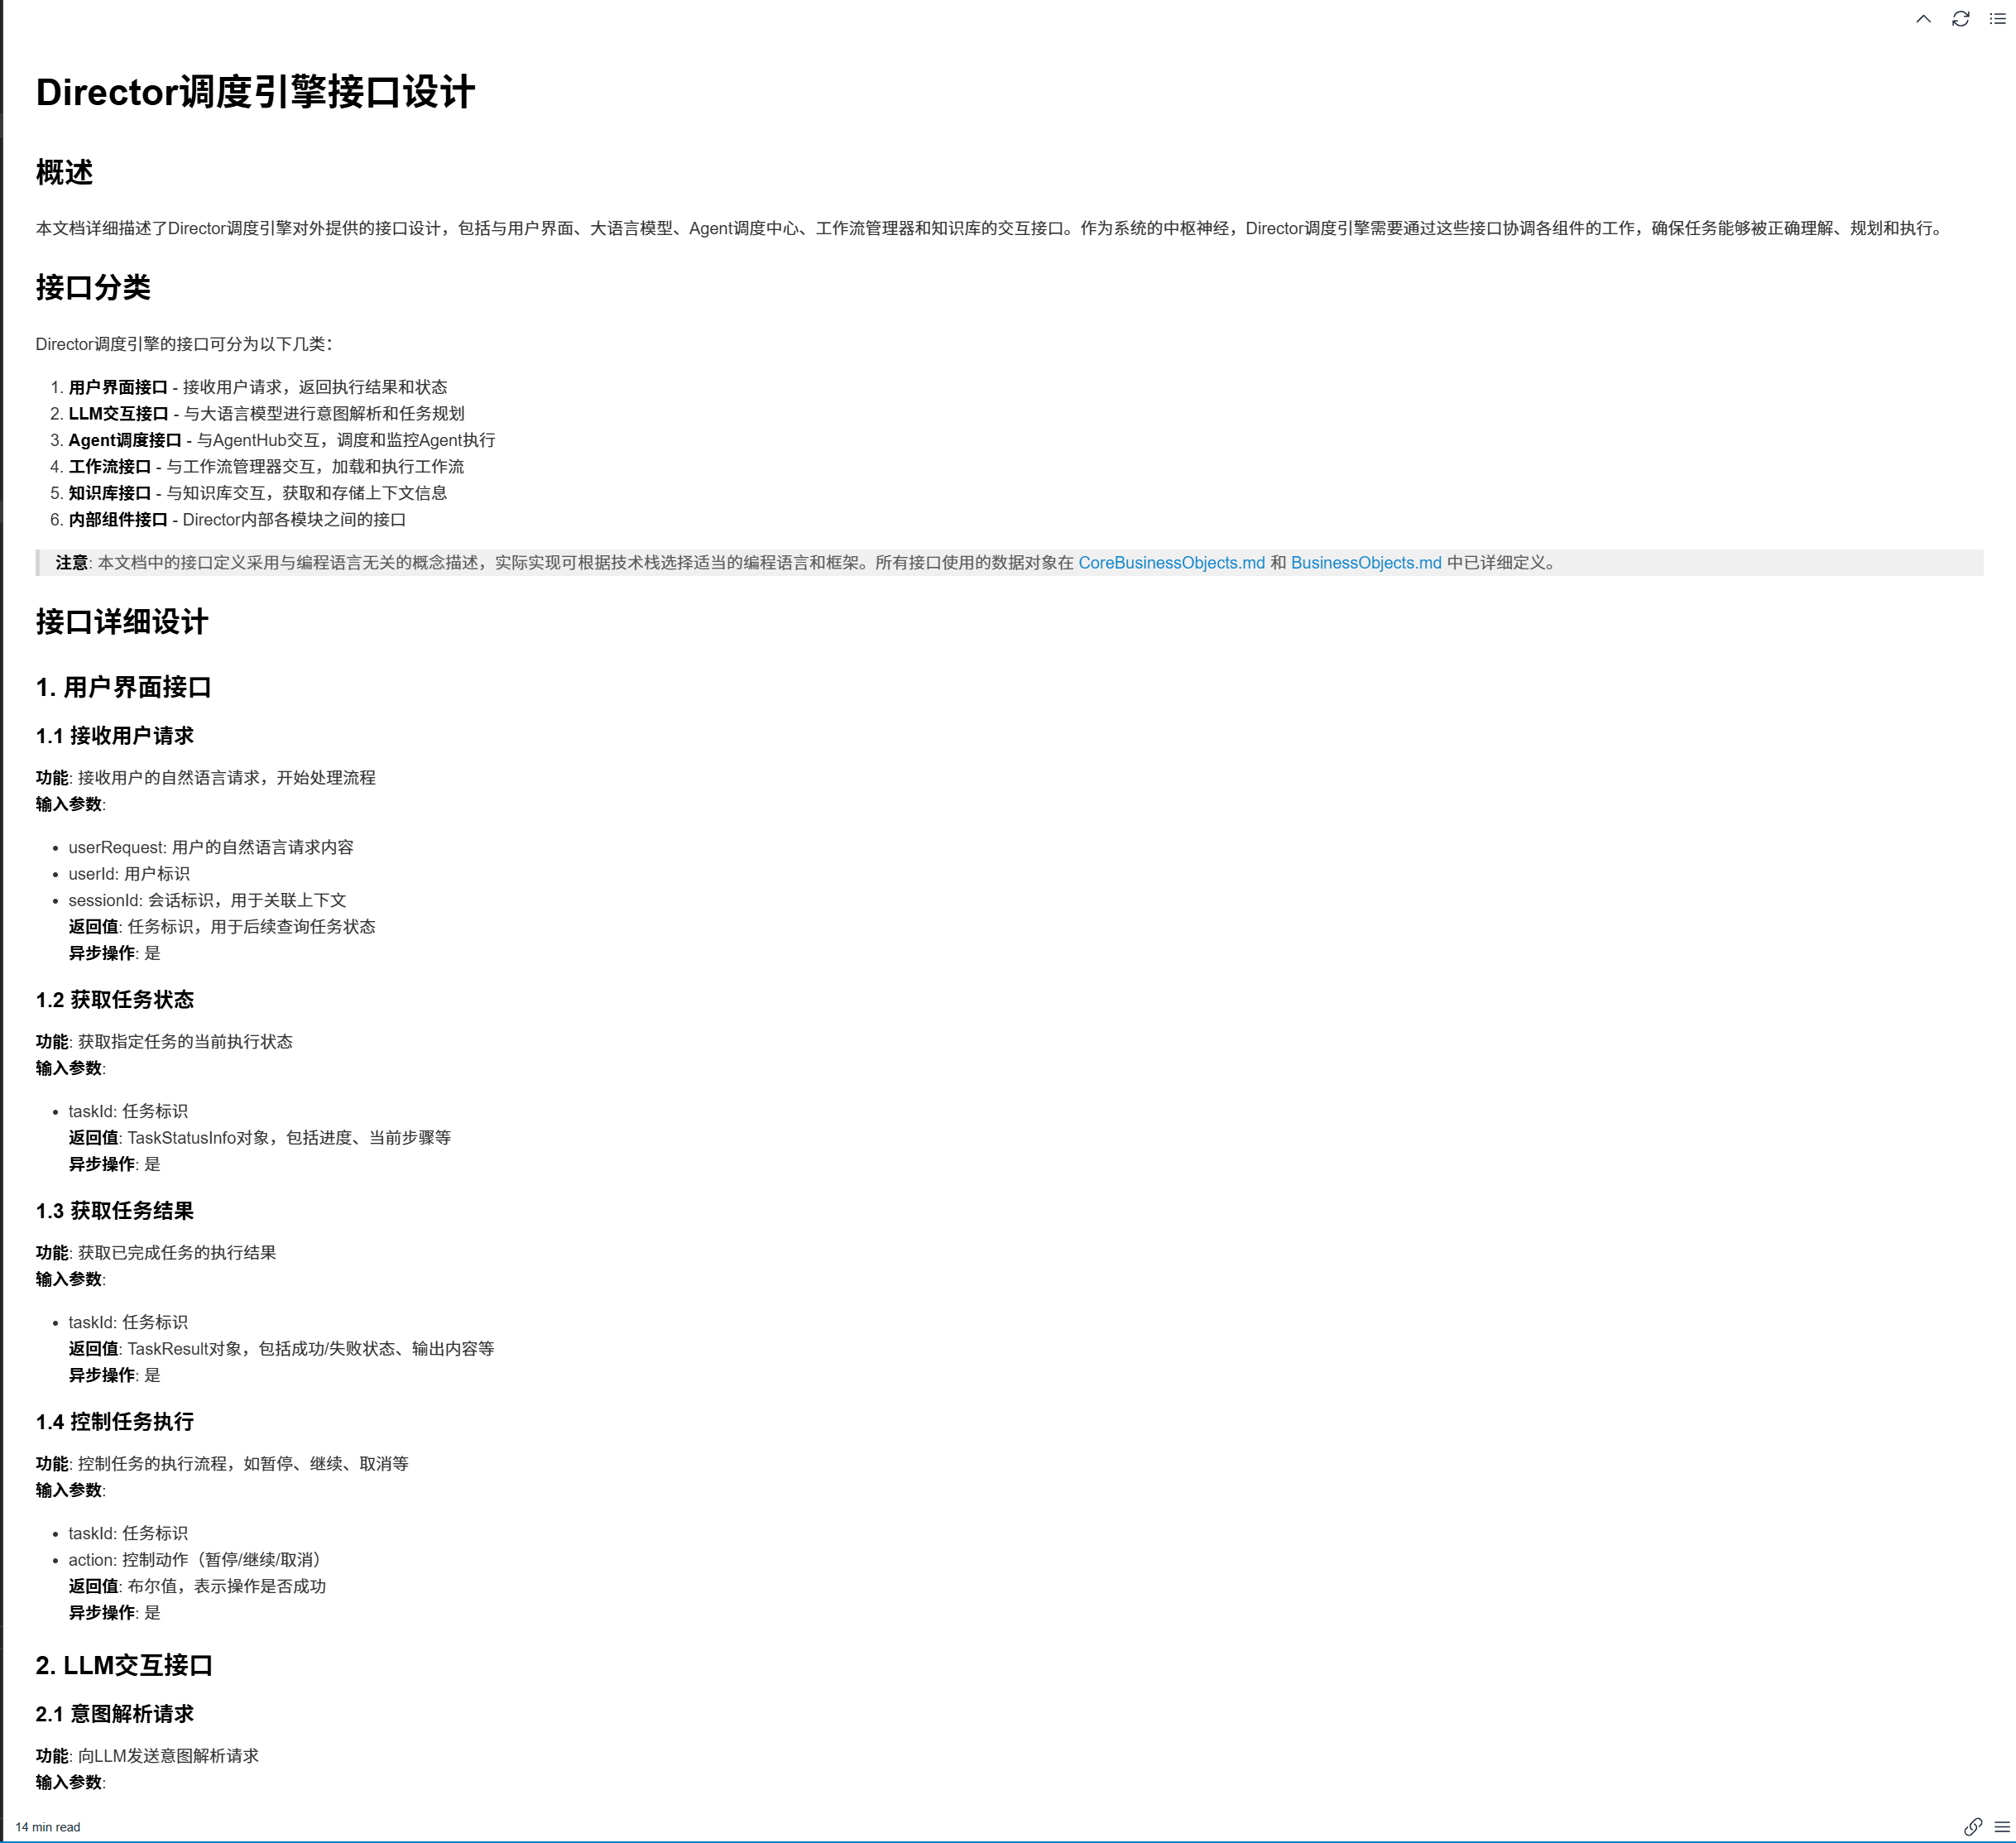 Director调度引擎接口设计
概述
本文档详细描述了Director调度引擎对外提供的接口设计，包括与用户界面、大语言模型、Agent调度中心、工作流管理器和知识库的交互接口。作为系统的中枢神经，Director调度引擎需要通过这些接口协调各组件的工作，确保任务能够被正确理解、规划和执行。
接口分类
Director调度引擎的接口可分为以下几类：
1. 用户界面接口 - 接收用户请求，返回执行结果和状态
2. LLM交互接口 - 与大语言模型进行意图解析和任务规划
3. Agent调度接口 - 与AgentHub交互，调度和监控Agent执行
4. 工作流接口 - 与工作流管理器交互，加载和执行工作流
5. 知识库接口 - 与知识库交互，获取和存储上下文信息
6. 内部组件接口 - Director内部各模块之间的接口
注意: 本文档中的接口定义采用与编程语言无关的概念描述，实际实现可根据技术栈选择适当的编程语言和框架。所有接口使用的数据对象在 CoreBusinessObjects.md 和 BusinessObjects.md 中已详细定义。
接口详细设计
1. 用户界面接口
1.1 接收用户请求
功能: 接收用户的自然语言请求，开始处理流程
输入参数:
• userRequest: 用户的自然语言请求内容
• userId: 用户标识
• sessionId: 会话标识，用于关联上下文
返回值: 任务标识，用于后续查询任务状态
异步操作: 是
1.2 获取任务状态
功能: 获取指定任务的当前执行状态
输入参数:
• taskId: 任务标识
返回值: TaskStatusInfo对象，包括进度、当前步骤等
异步操作: 是
1.3 获取任务结果
功能: 获取已完成任务的执行结果
输入参数:
• taskId: 任务标识
返回值: TaskResult对象，包括成功/失败状态、输出内容等
异步操作: 是
1.4 控制任务执行
功能: 控制任务的执行流程，如暂停、继续、取消等
输入参数:
• taskId: 任务标识
• action: 控制动作（暂停/继续/取消）
返回值: 布尔值，表示操作是否成功
异步操作: 是
2. LLM交互接口
2.1 意图解析请求
功能: 向LLM发送意图解析请求
输入参数:
14 min read